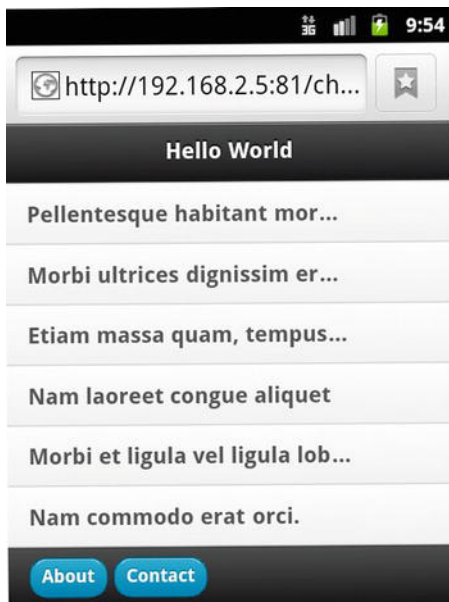 3G 9:54
http://192.168.2.5:81/ch...
Hello World
Pellentesque habitant mor...
Morbi ultrices dignissim er...
Etiam massa quam, tempus...
Nam laoreet congue aliquet
Morbi et ligula vel ligula lob...
Nam commodo erat orci.
About Contact